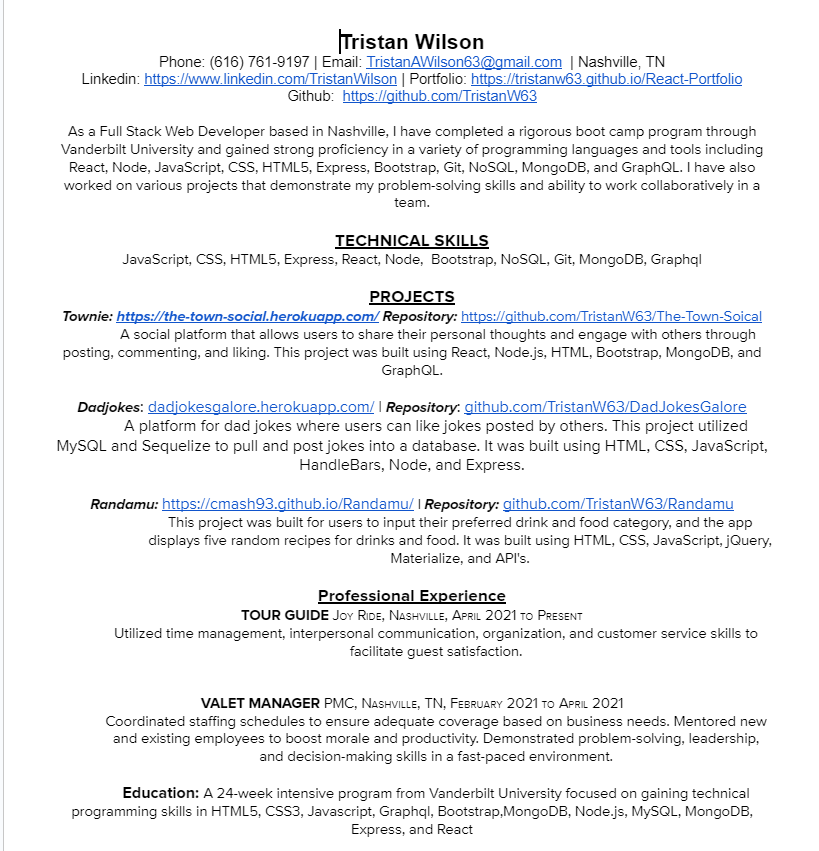 Tristan Wilson
Phone: (616) 761-9197 | Email: TristanAWilson63@gmail.com | Nashville, TN
Linkedin: https://www.linkedin.com/TristanWilson | Portfolio: https://tristanw63.github.io/React-Portfolio
Github: https://github.com/TristanW63
As a Full Stack Web Developer based in Nashville, I have completed a rigorous boot camp program through
Vanderbilt University and gained strong proficiency in a variety of programming languages and tools including
React, Node, JavaScript, CSS, HTML5, Express, Bootstrap, Git, NoSQL, MongoDB, and GraphQL. I have also
worked on various projects that demonstrate my problem-solving skills and ability to work collaboratively in a
team.
TECHNICAL SKILLS
JavaScript, CSS, HTML5, Express, React, Node, Bootstrap, NoSQL, Git, MongoDB, Graphql
PROJECTS
Townie: https://the-town-social.herokuapp.com/ Repository: https://github.com/TristanW63/The-Town-Soical
A social platform that allows users to share their personal thoughts and engage with others through
posting, commenting, and liking. This project was built using React, Node.js, HTML, Bootstrap, MongoDB, and
GraphQL.
Dadjokes: dadjokesgalore.herokuapp.com/ | Repository: github.com/TristanW63/DadJokesGalore
A platform for dad jokes where users can like jokes posted by others. This project utilized
MySQL and Sequelize to pull and post jokes into a database. It was built using HTML, CSS, JavaScript,
HandleBars, Node, and Express.
Randamu: https://cmash93.github.io/Randamu/ | Repository: github.com/TristanW63/Randamu
This project was built for users to input their preferred drink and food category, and the app
displays five random recipes for drinks and food. It was built using HTML, CSS, JavaScript, jQuery,
Materialize, and API's.
Professional Experience
TOUR GUIDE Joy Ride, Nashville, April 2021 to Present
Utilized time management, interpersonal communication, organization, and customer service skills to
facilitate guest satisfaction.
VALET MANAGER PMC, Nashville, TN, February 2021 to April 2021
Coordinated staffing schedules to ensure adequate coverage based on business needs. Mentored new
and existing employees to boost morale and productivity. Demonstrated problem-solving, leadership,
and decision-making skills in a fast-paced environment.
Education: A 24-week intensive program from Vanderbilt University focused on gaining technical
programming skills in HTML5, CSS3, Javascript, Graphql, Bootstrap,MongoDB, Node.js, MySQL, MongoDB,
Express, and React